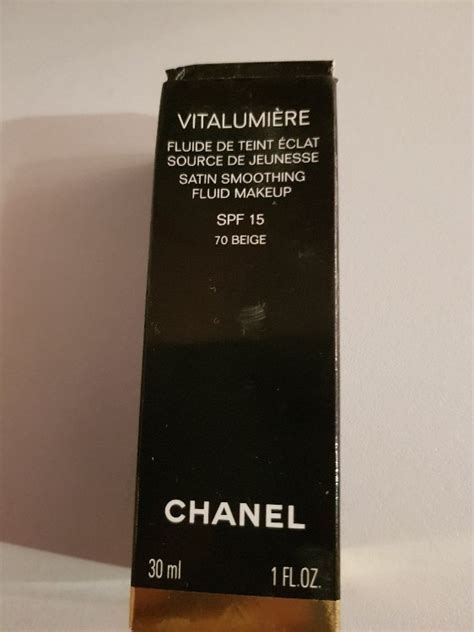 VITALUMIÈRE
FLUIDE DE TEINT ÉCLAT
SOURCE DE JEUNESSE
SATIN SMOOTHING
FLUID MAKEUP
SPF 15
70 BEIGE
CHANEL
30 ml 1 FL.OZ.